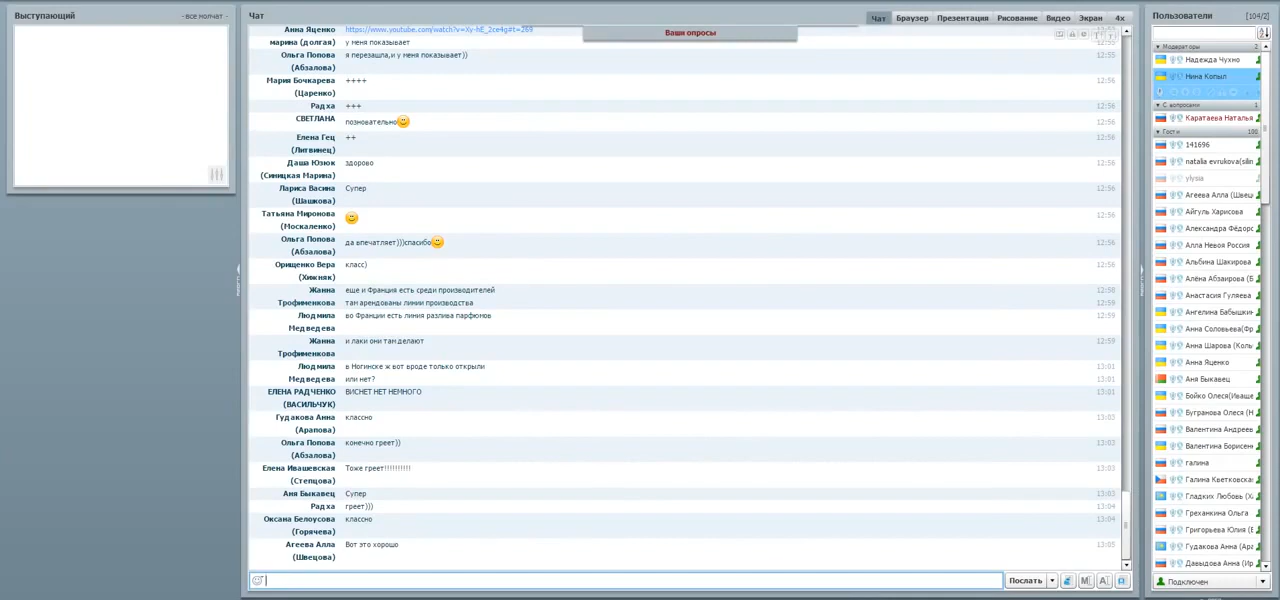 Выступающий
- все молчат -
Чат
Чат
Браузер
Презентация
Рисование
Видео
Экран
4x
Ваши опросы
Анна Яценко https://www.youtube.com/watch?v=Xy-hE_2ce4g#t=269
марина (долгая) у меня показывает 12:55
Ольга Попова я перезашла,и у меня показывает)) 12:55
(Абзалова)
Мария Бочкарева ++++ 12:56
(Царенко)
Радха +++ 12:56
СВЕТЛАНА позновательно 12:56
Елена Гец ++ 12:56
(Литвинец)
Даша Юзюк здорово 12:56
(Синицкая Марина)
Лариса Васина Супер 12:56
(Шашкова)
Татьяна Миронова 12:56
(Москаленко)
Ольга Попова да впечатляет)))спасибо 12:56
(Абзалова)
Орищенко Вера класс) 12:56
(Хижняк)
Жанна еще и Франция есть среди производителей 12:58
Трофименкова там арендованы линии производства 12:59
Людмила во Франции есть линия разлива парфюмов 12:59
Медведева
Жанна и лаки они там делают 12:59
Трофименкова
Людмила в Ногинске ж вот вроде только открыли 13:01
Медведева или нет? 13:01
ЕЛЕНА РАДЧЕНКО ВИСНЕТ НЕТ НЕМНОГО 13:01
(ВАСИЛЬЧУК)
Гудакова Анна классно 13:03
(Арапова)
Ольга Попова конечно греет)) 13:03
(Абзалова)
Елена Ивашевская Тоже греет!!!!!!!!!! 13:03
(Степцова)
Аня Быкавец Супер 13:03
Радха греет))) 13:04
Оксана Белоусова классно 13:04
(Горячева)
Агеева Алла Вот это хорошо 13:05
(Швецова)
Послать
Пользователи [104/2]
Модераторы 2
Надежда Чухно
Нина Копыл
С вопросами 1
Каратаева Наталья
Гости
141696
natalia evrukova(silin
ylysia
Агеева Алла (Швец
Айгуль Харисова
Александра Фёдоро
Алла Невоя Россия
Альбина Шакирова
Алёна Абзаирова (Б
Анастасия Гуляева
Ангелина Бабышкин
Анна Соловьева(Фр
Анна Шарова (Коль
Анна Яценко
Аня Быкавец
Бойко Олеся(Иваше
Бугранова Олеся (Н
Валентина Андреев
Валентина Борисен
галина
Галина Кветковская
Гладких Любовь (Х
Греханкина Ольга
Григорьева Юлия (Е
Гудакова Анна (Ара
Давыдова Анна (Ир
Подключен